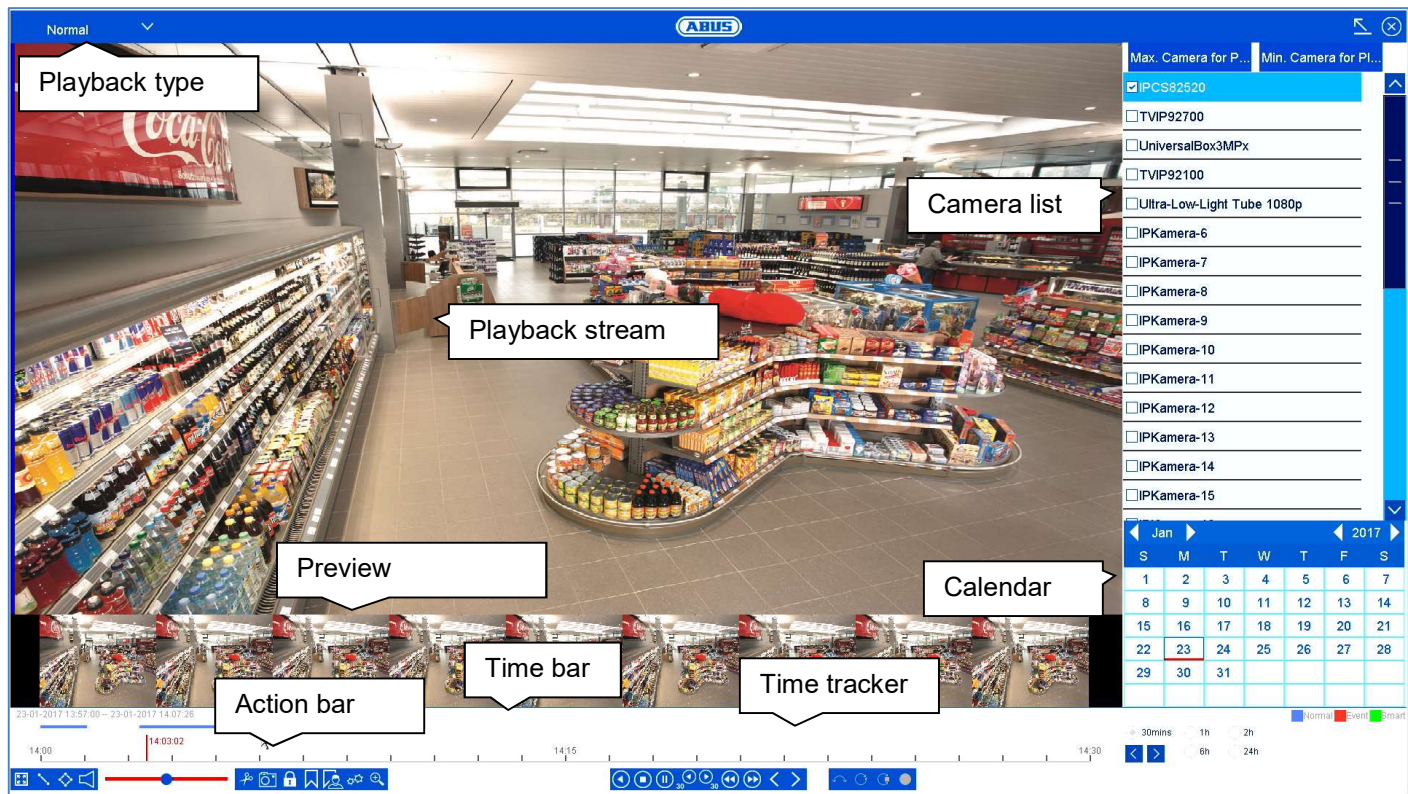 Normal
ABUS
Playback type
Coca-Co
Max. Camera for P...
Min. Camera for Pl...
IPCS82520
TVIP92700
UniversalBox3MPx
TVIP92100
Ultra-Low-Light Tube 1080p
IPKamera-6
IPKamera-7
IPKamera-8
IPKamera-9
IPKamera-10
IPKamera-11
IPKamera-12
IPKamera-13
IPKamera-14
IPKamera-15
Camera list
Playback stream
Preview
Calendar
Jan 2017
S M T W T F S
1 2 3 4 5 6 7
8 9 10 11 12 13 14
15 16 17 18 19 20 21
22 23 24 25 26 27 28
29 30 31
Time bar
Time tracker
Action bar
23-01-2017 13:57:00 -- 23-01-2017 14:07:26
Normal Event Smart
14:03:02
14:00 14:15 14:30
30mins 1h 2h
6h 24h
30 30